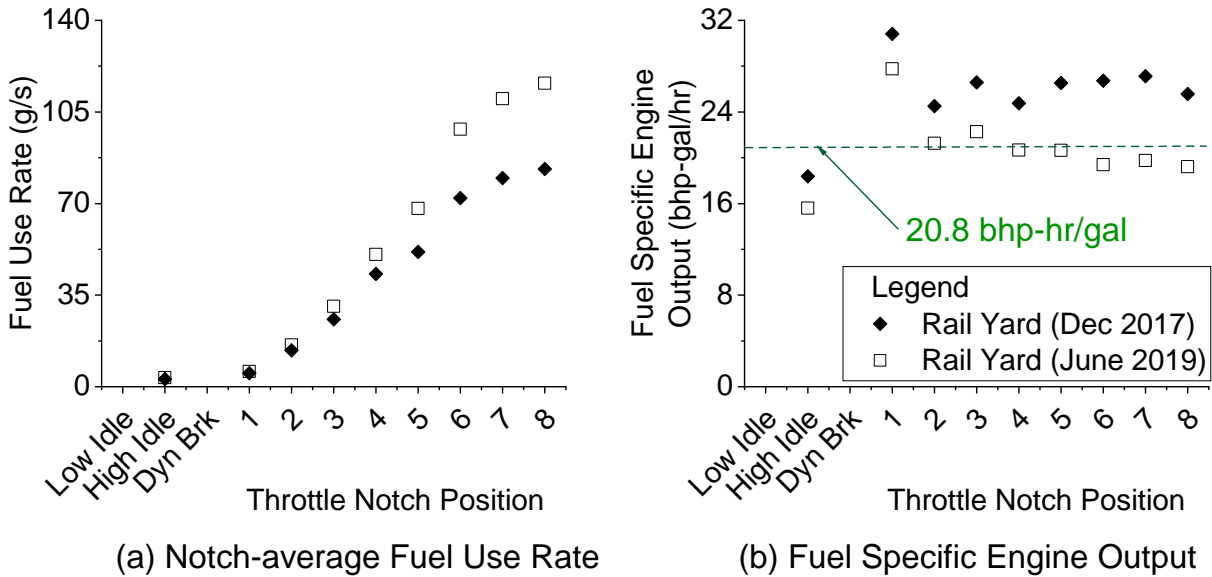 140
105
70
35
0
Fuel Use Rate (g/s)
Low Idle
High Idle
Dyn Brk
1
2
3
4
5
6
7
8
Throttle Notch Position
(a) Notch-average Fuel Use Rate
32
24
16
8
0
Fuel Specific Engine
Output (bhp-gal/hr)
20.8 bhp-hr/gal
Legend
Rail Yard (Dec 2017)
Rail Yard (June 2019)
Low Idle
High Idle
Dyn Brk
1
2
3
4
5
6
7
8
Throttle Notch Position
(b) Fuel Specific Engine Output